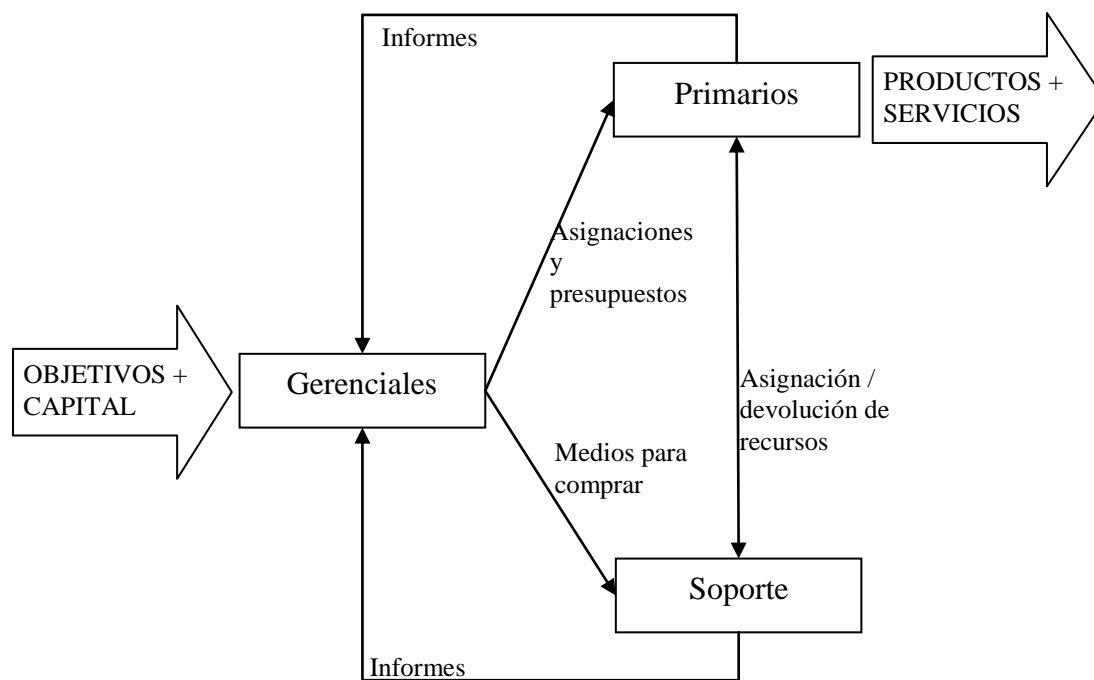 Informes
Primarios
PRODUCTOS +
SERVICIOS
Asignaciones
y
presupuestos
OBJETIVOS +
CAPITAL
Gerenciales
Asignación /
devolución de
recursos
Medios para
comprar
Soporte
Informes